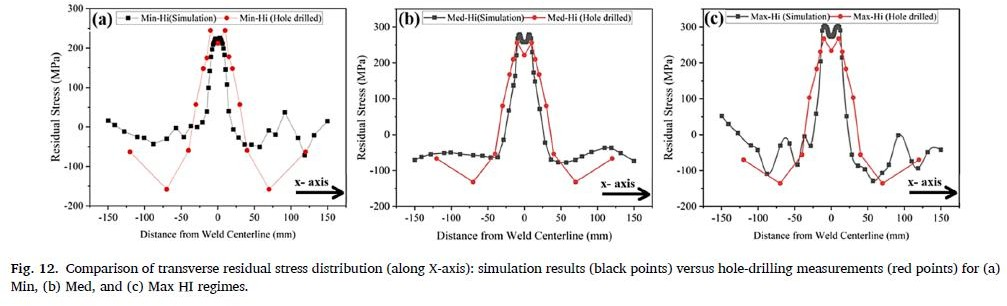 (a)
Min-Hi(Simulation)
Min-Hi (Hole drilled)
Residual Stress (MPa)
300
200
100
0
-100
-200
x- axis
-150
-100
-50
0
50
100
150
Distance from Weld Centerline (mm)
(b)
Med-Hi(Simulation)
Med-Hi (Hole drilled)
Residual Stress (MPa)
300
200
100
0
-100
-200
x- axis
-150
-100
-50
0
50
100
150
Distance from Weld Centerline (mm)
(c)
Max-Hi (Simulation)
Max-Hi (Hole drilled)
Residual Stress (MPa)
300
200
100
0
-100
-200
x- axis
-150
-100
-50
0
50
100
150
Distance from Weld Centerline (mm)
Fig. 12. Comparison of transverse residual stress distribution (along X-axis): simulation results (black points) versus hole-drilling measurements (red points) for (a)
Min, (b) Med, and (c) Max HI regimes.